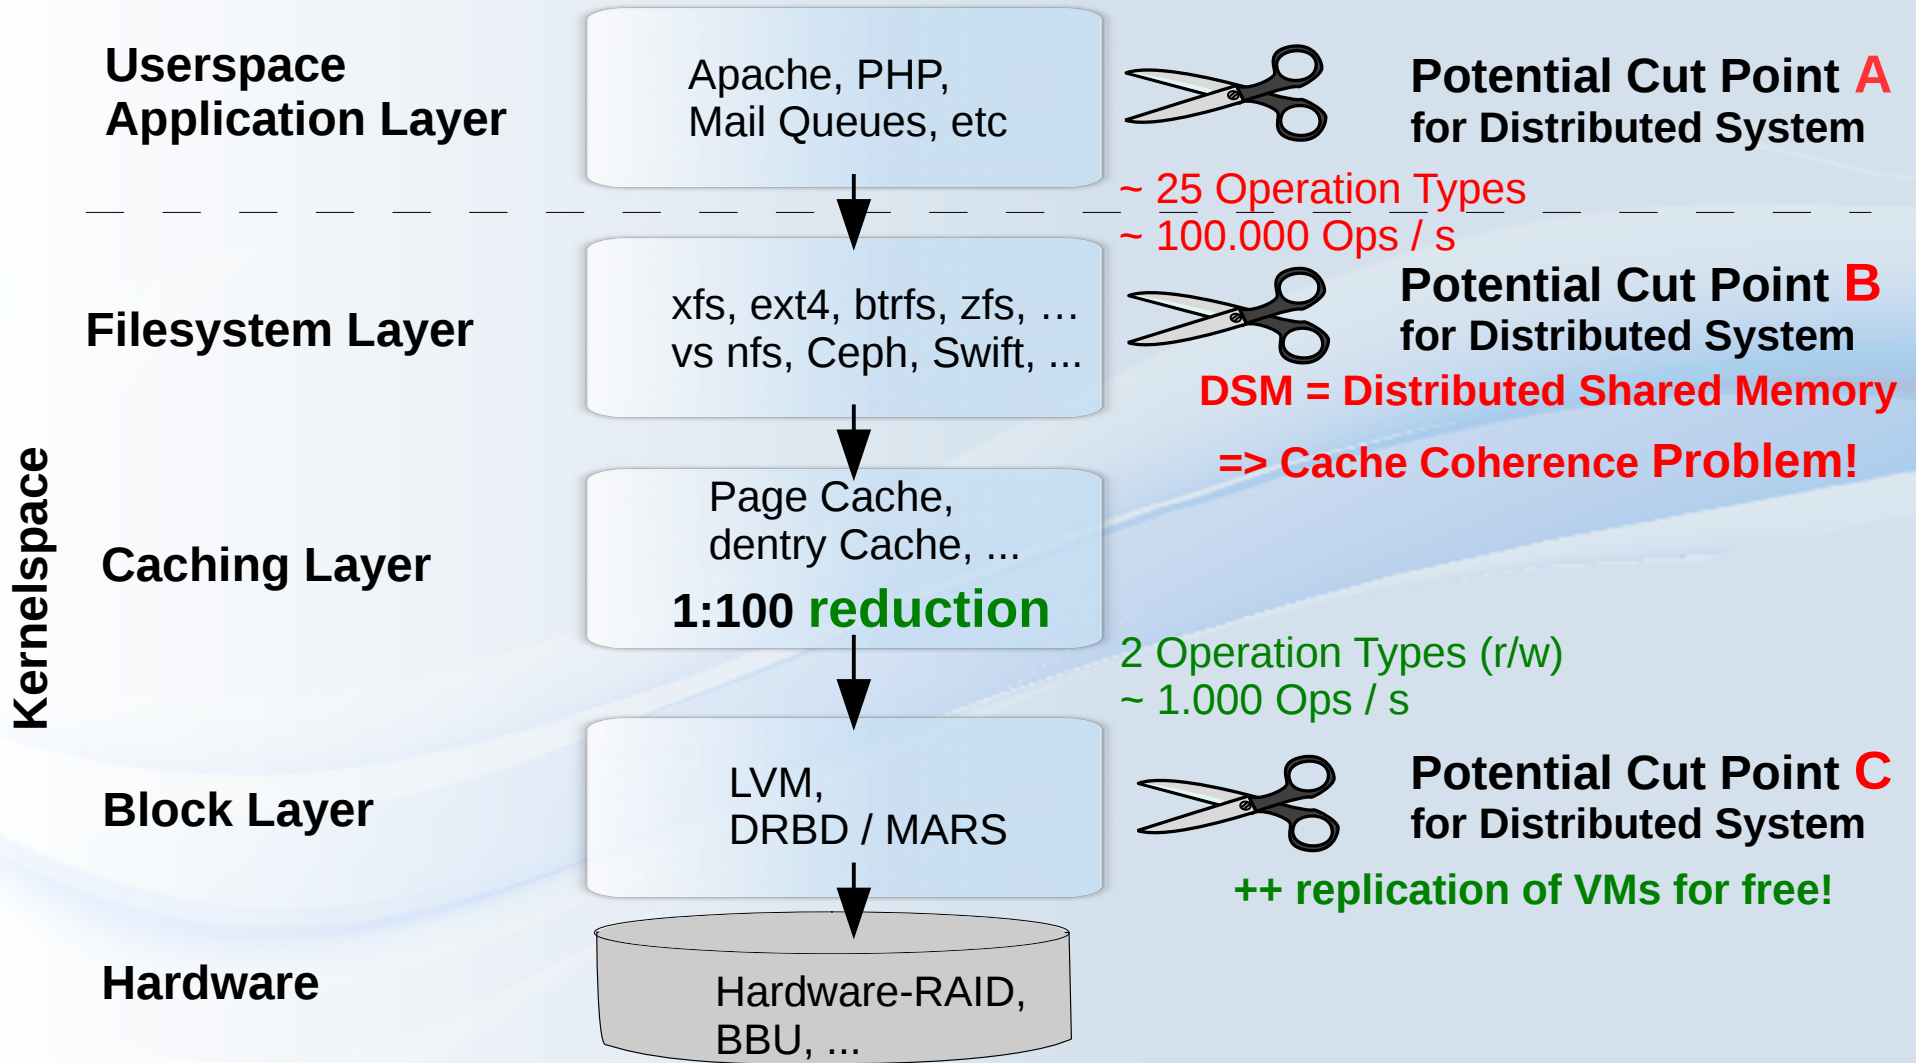 Userspace
Application Layer
Apache, PHP,
Mail Queues, etc
Potential Cut Point A
for Distributed System
~ 25 Operation Types
~ 100.000 Ops / s
Filesystem Layer
xfs, ext4, btrfs, zfs, …
vs nfs, Ceph, Swift, ...
Potential Cut Point B
for Distributed System
DSM = Distributed Shared Memory
=> Cache Coherence Problem!
Kernelspace
Caching Layer
Page Cache,
dentry Cache, ...
1:100 reduction
2 Operation Types (r/w)
~ 1.000 Ops / s
Block Layer
LVM,
DRBD / MARS
Potential Cut Point C
for Distributed System
++ replication of VMs for free!
Hardware
Hardware-RAID,
BBU, ...